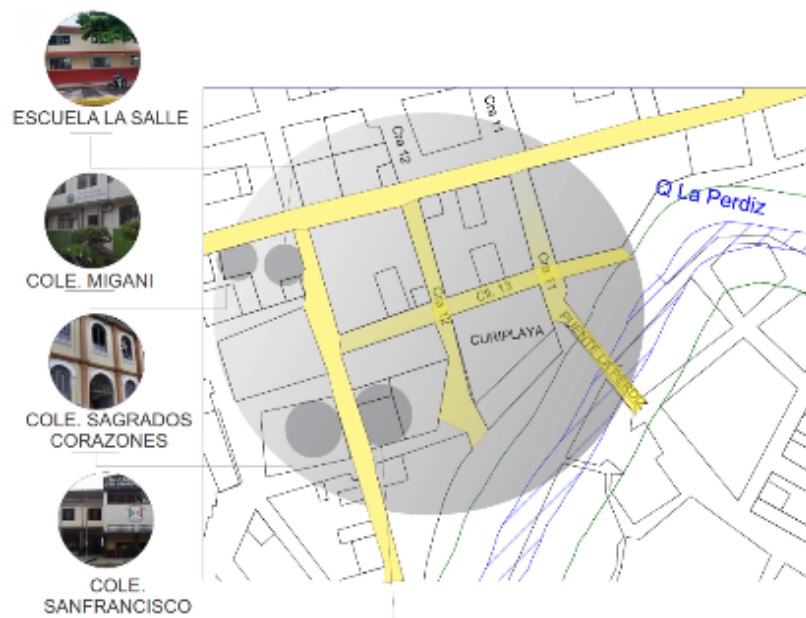 ESCUELA LA SALLE
COLE. MIGANI
COLE. SAGRADOS
CORAZONES
COLE.
SANFRANCISCO
Cra 12
Cra 11
Q La Perdiz
Cra 11
CII. 13
Cra 12
CURIPLAYA
PUENTE LA PERDIZ